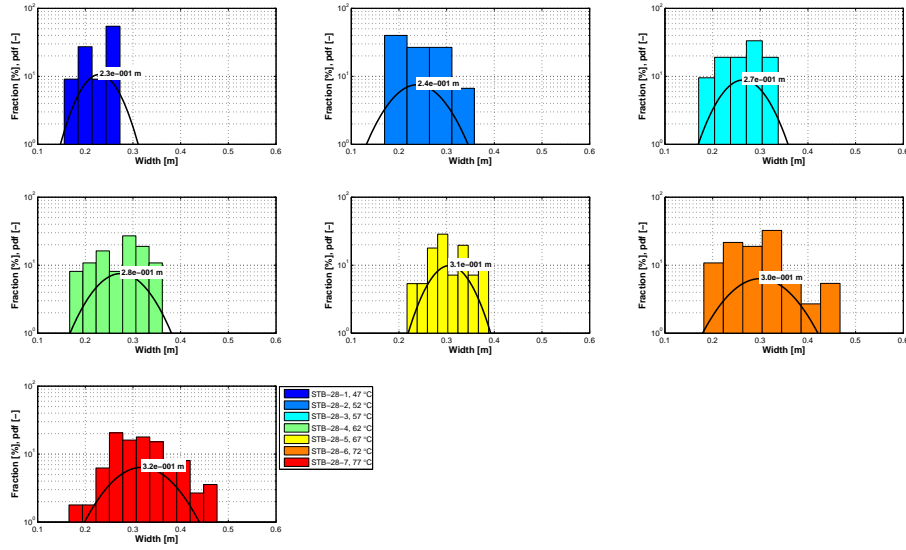 10²
10¹
10⁰
Fraction [%], pdf [−]
2.3e−001 m
0.1 0.2 0.3 0.4 0.5 0.6
Width [m]
10²
10¹
10⁰
Fraction [%], pdf [−]
2.4e−001 m
0.1 0.2 0.3 0.4 0.5 0.6
Width [m]
10²
10¹
10⁰
Fraction [%], pdf [−]
2.7e−001 m
0.1 0.2 0.3 0.4 0.5 0.6
Width [m]
10²
10¹
10⁰
Fraction [%], pdf [−]
2.8e−001 m
0.1 0.2 0.3 0.4 0.5 0.6
Width [m]
10²
10¹
10⁰
Fraction [%], pdf [−]
3.1e−001 m
0.1 0.2 0.3 0.4 0.5 0.6
Width [m]
10²
10¹
10⁰
Fraction [%], pdf [−]
3.0e−001 m
0.1 0.2 0.3 0.4 0.5 0.6
Width [m]
10²
10¹
10⁰
Fraction [%], pdf [−]
3.2e−001 m
0.1 0.2 0.3 0.4 0.5 0.6
Width [m]
STB−28−1, 47 °C
STB−28−2, 52 °C
STB−28−3, 57 °C
STB−28−4, 62 °C
STB−28−5, 67 °C
STB−28−6, 72 °C
STB−28−7, 77 °C